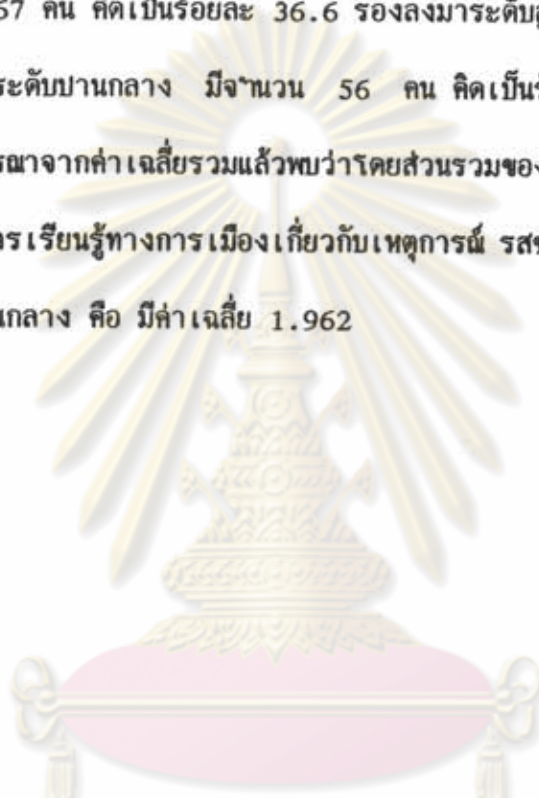 67 คน คิดเป็นร้อยละ 36.6 รองลงมาระดับ
ระดับปานกลาง มีจำนวน 56 คน คิดเป็น
รณาจากค่าเฉลี่ยรวมแล้วพบว่าโดยส่วนรวมของ
รเรียนรู้ทางการเมืองเกี่ยวกับเหตุการณ์ รสช
นกลาง คือ มีค่าเฉลี่ย 1.962